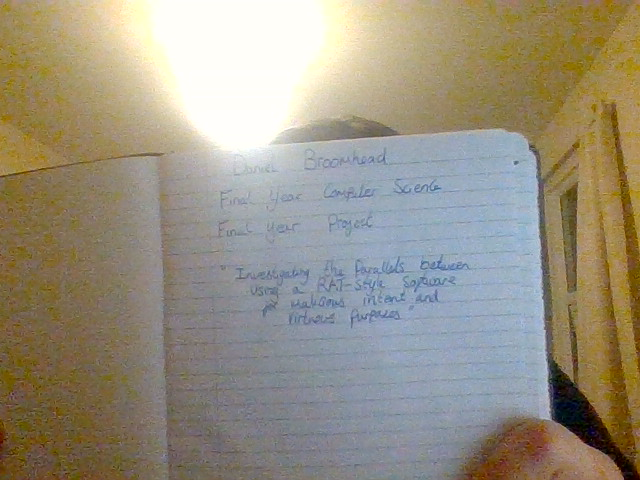 Daniel Broomhead
Final Year Computer Science
Final year Project
"Investigating the Parallels between
using a RAT-Style Software
for Malicious intent and
Virtuous Purposes"